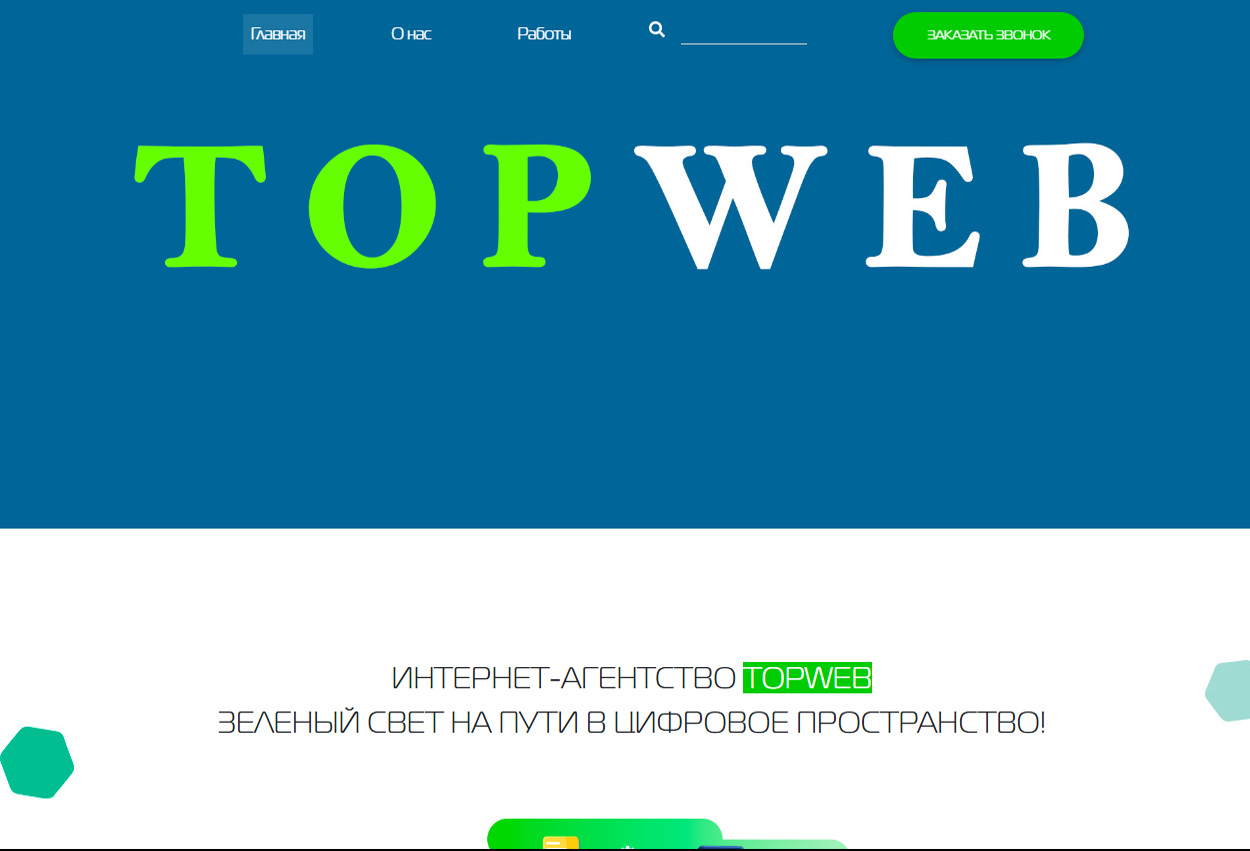 Главная О нас Работы ЗАКАЗАТЬ ЗВОНОК
TOPWEB
ИНТЕРНЕТ-АГЕНТСТВО TOPWEB
ЗЕЛЕНЫЙ СВЕТ НА ПУТИ В ЦИФРОВОЕ ПРОСТРАНСТВО!